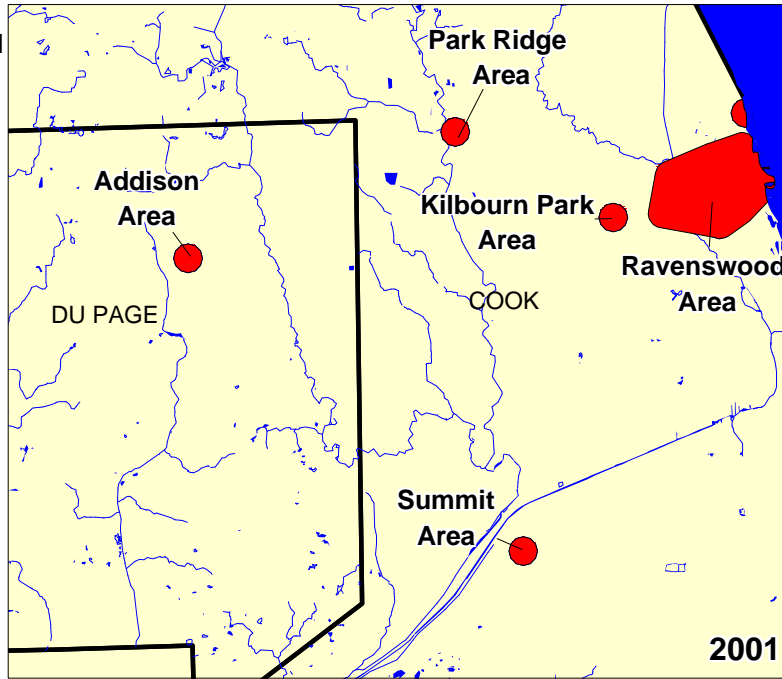 Park Ridge
Area
Addison
Area
Kilbourn Park
Area
Ravenswood
Area
DU PAGE
COOK
Summit
Area
2001